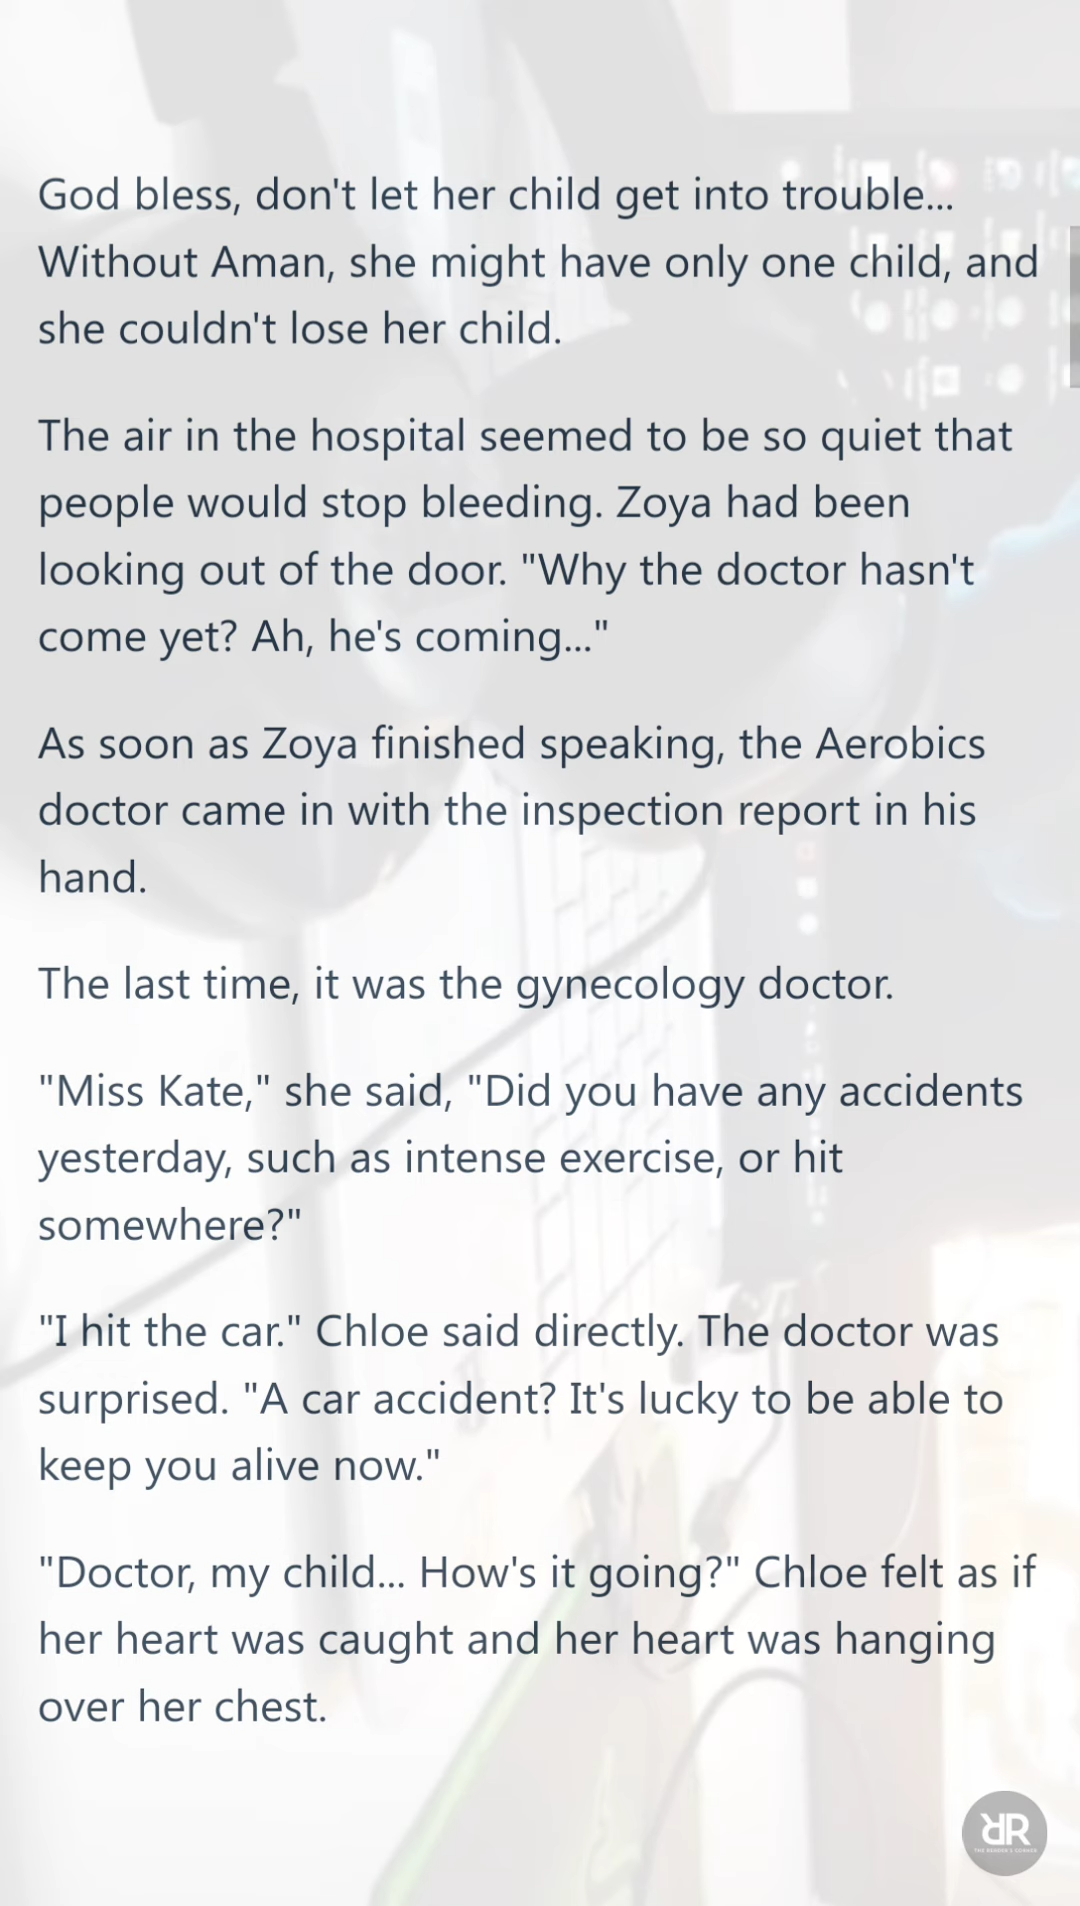 God bless, don't let her child get into trouble...
Without Aman, she might have only one child, and
she couldn't lose her child.
The air in the hospital seemed to be so quiet that
people would stop bleeding. Zoya had been
looking out of the door. "Why the doctor hasn't
come yet? Ah, he's coming..."
As soon as Zoya finished speaking, the Aerobics
doctor came in with the inspection report in his
hand.
The last time, it was the gynecology doctor.
"Miss Kate," she said, "Did you have any accidents
yesterday, such as intense exercise, or hit
somewhere?"
"I hit the car." Chloe said directly. The doctor was
surprised. "A car accident? It's lucky to be able to
keep you alive now."
"Doctor, my child... How's it going?" Chloe felt as if
her heart was caught and her heart was hanging
over her chest.